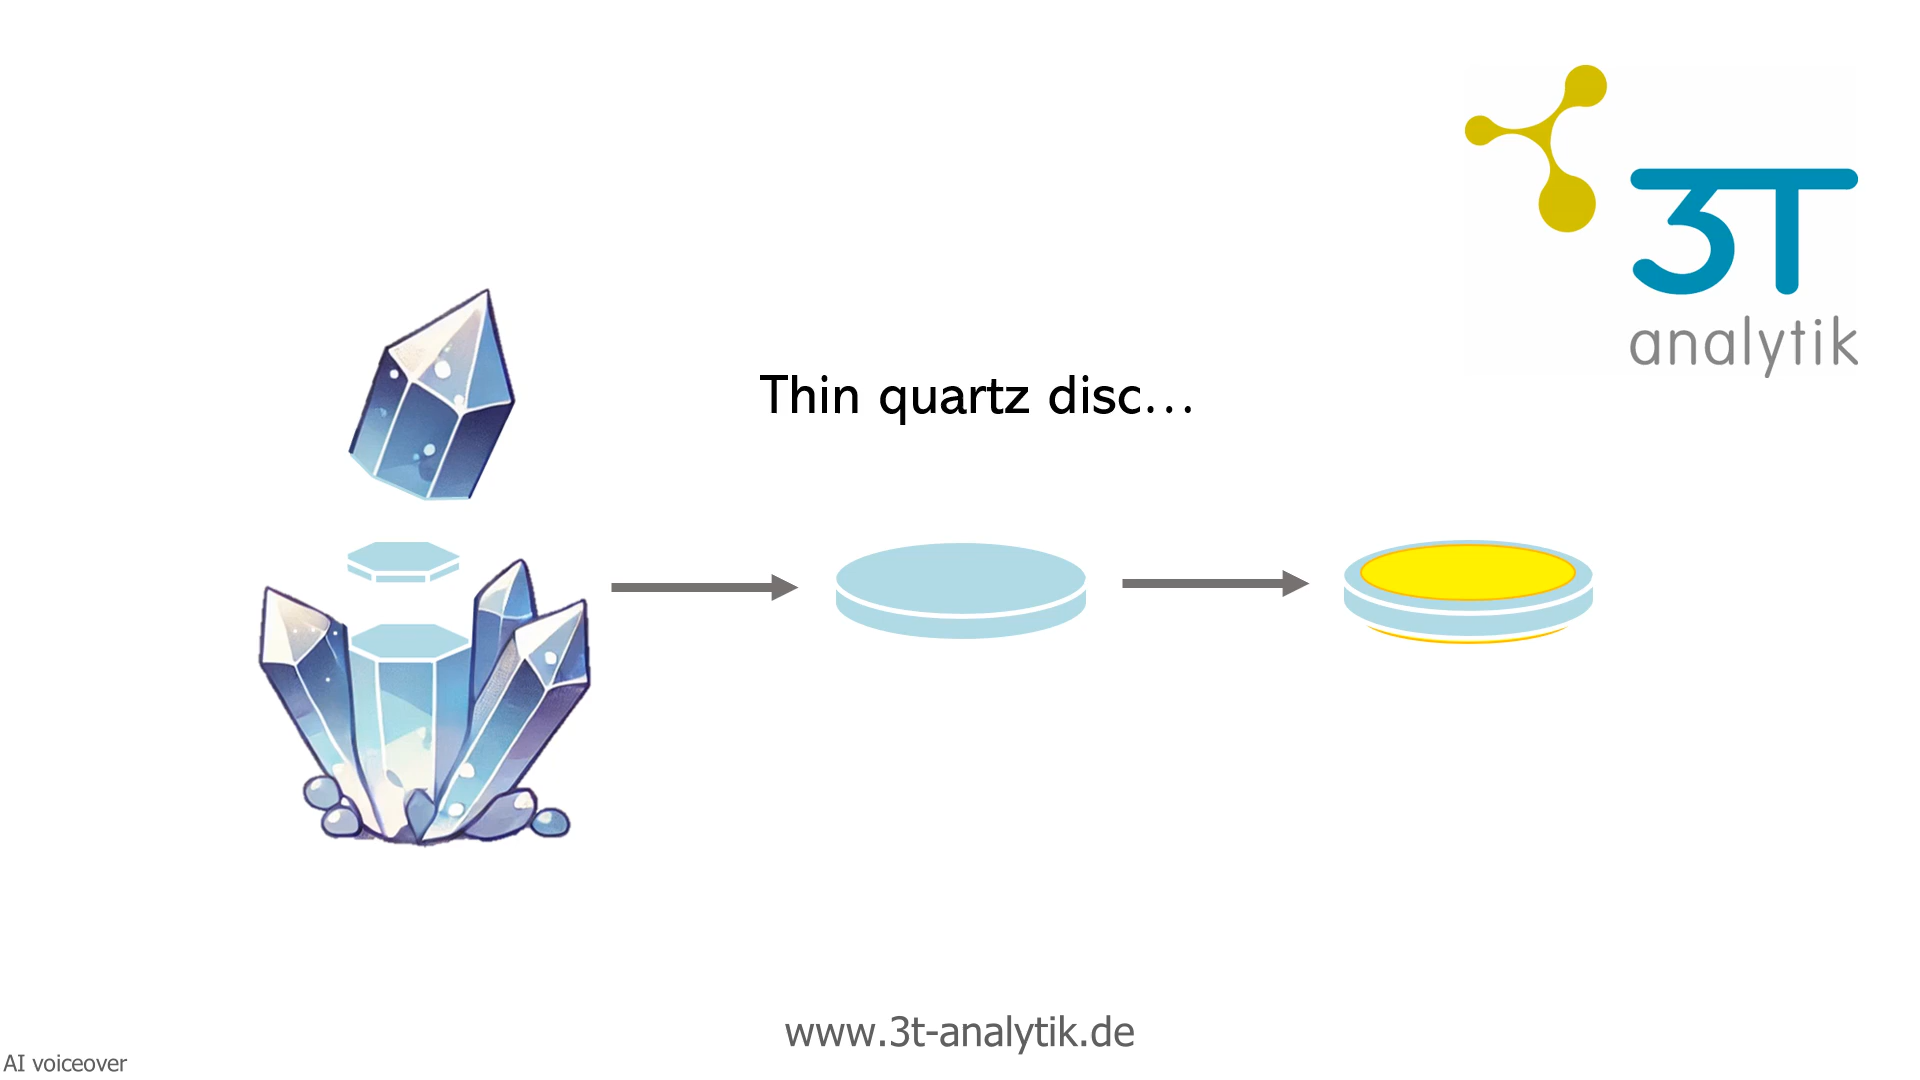 3T
analytik
Thin quartz disc...
www.3t-analytik.de
AI voiceover